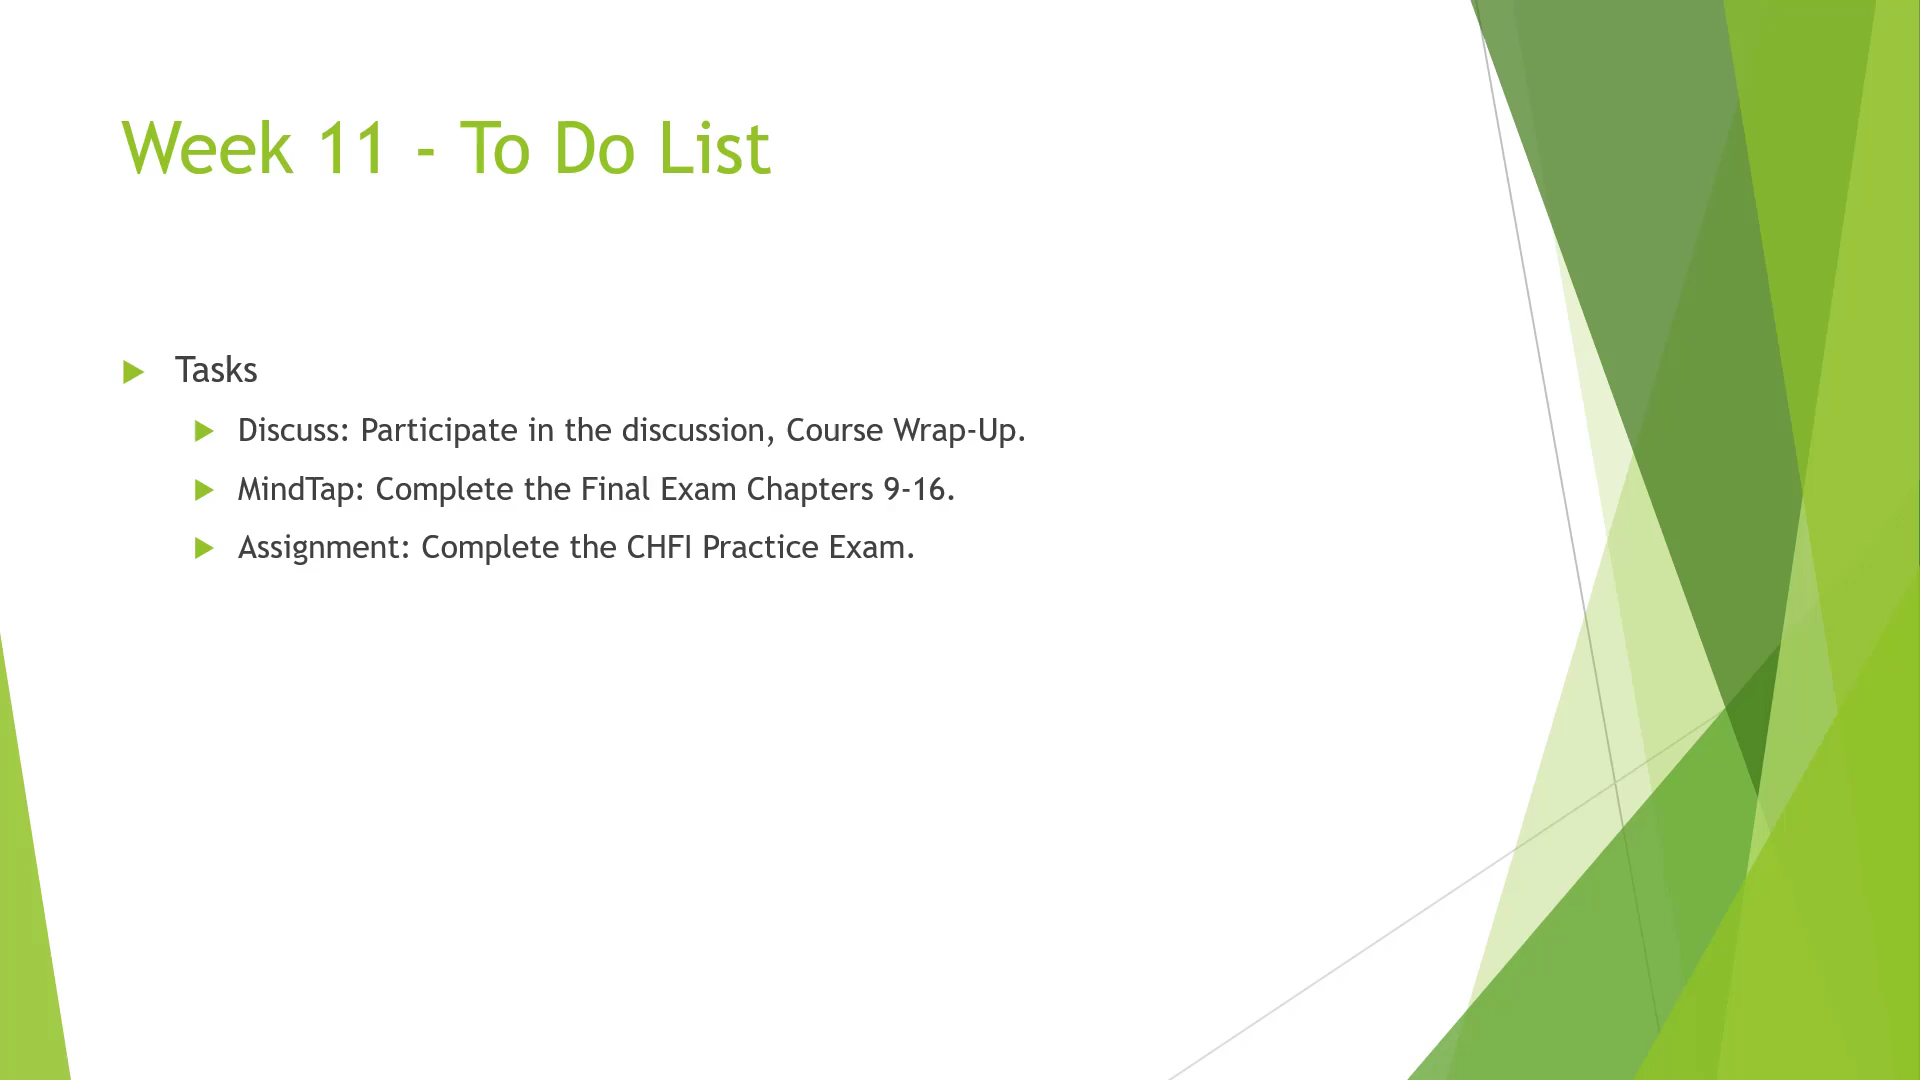 Week 11 - To Do List
Tasks
Discuss: Participate in the discussion, Course Wrap-Up.
MindTap: Complete the Final Exam Chapters 9-16.
Assignment: Complete the CHFI Practice Exam.